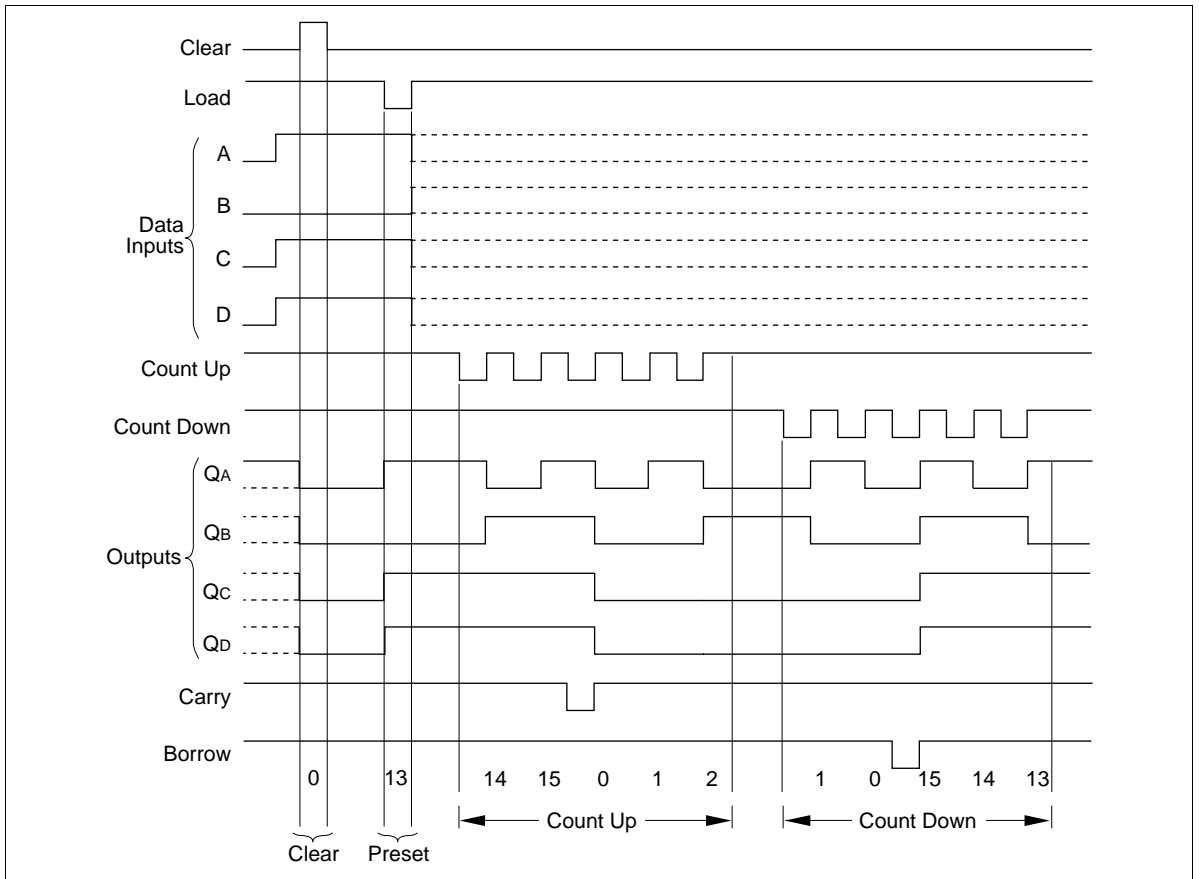 Clear
Load
A
B
Data
Inputs
C
D
Count Up
Count Down
QA
QB
Outputs
QC
QD
Carry
Borrow
0 13 14 15 0 1 2 1 0 15 14 13
Count Up Count Down
Clear Preset